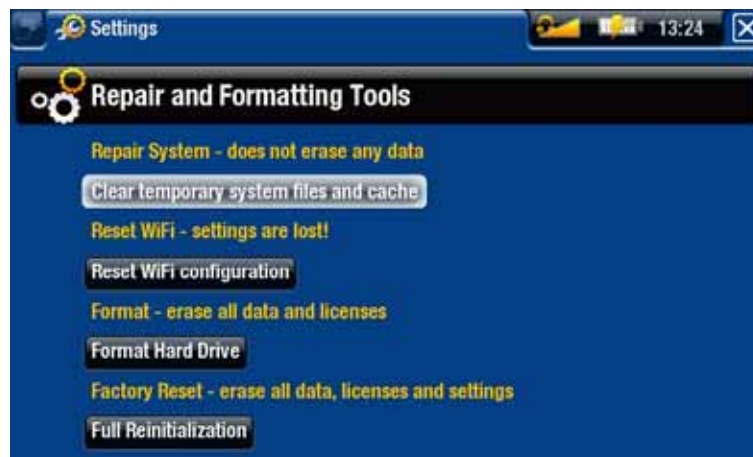 Settings
13:24
Repair and Formatting Tools
Repair System - does not erase any data
Clear temporary system files and cache
Reset WiFi - settings are lost!
Reset WiFi configuration
Format - erase all data and licenses
Format Hard Drive
Factory Reset - erase all data, licenses and settings
Full Reinitialization